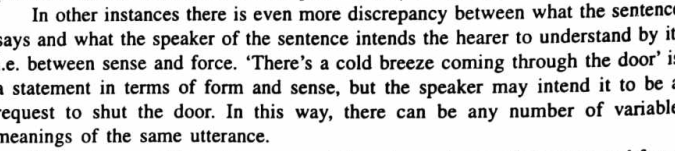 In other instances there is even more discrepancy between what the sentence
says and what the speaker of the sentence intends the hearer to understand by it
.e. between sense and force. ‘There’s a cold breeze coming through the door’ is
a statement in terms of form and sense, but the speaker may intend it to be a
request to shut the door. In this way, there can be any number of variable
meanings of the same utterance.